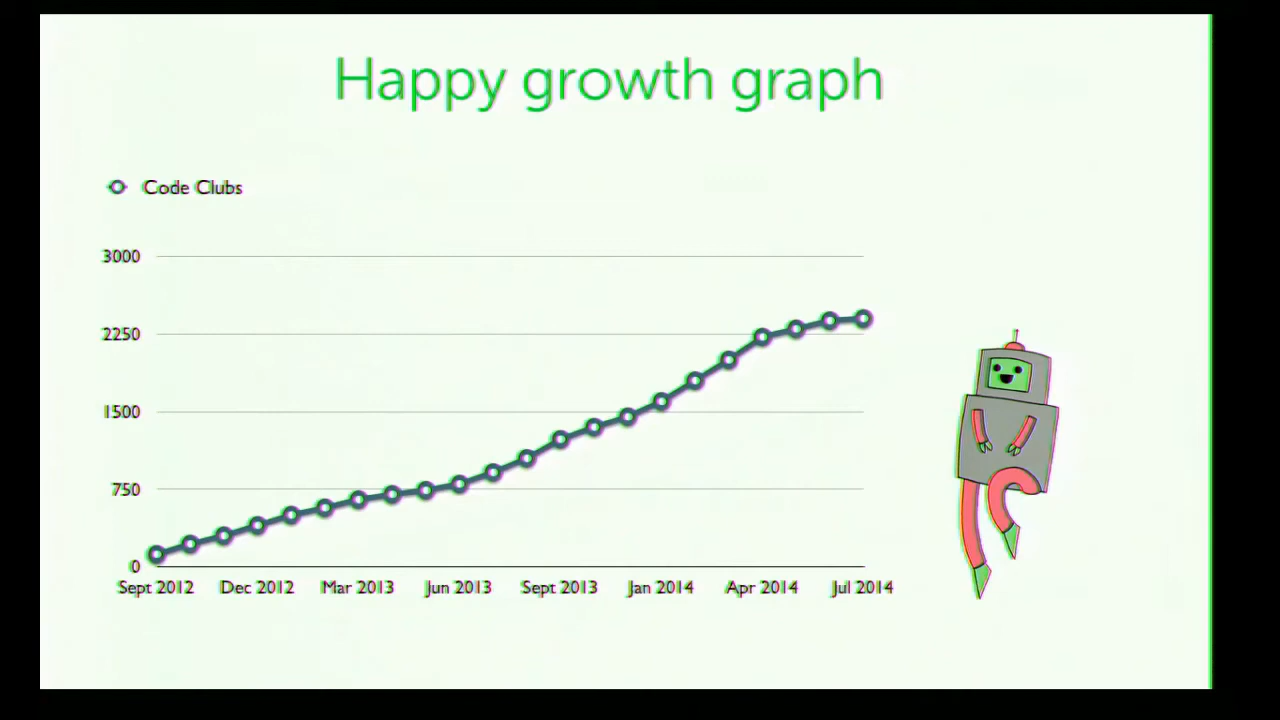 Happy growth graph
Code Clubs
3000
2250
1500
750
0
Sept 2012 Dec 2012 Mar 2013 Jun 2013 Sept 2013 Jan 2014 Apr 2014 Jul 2014